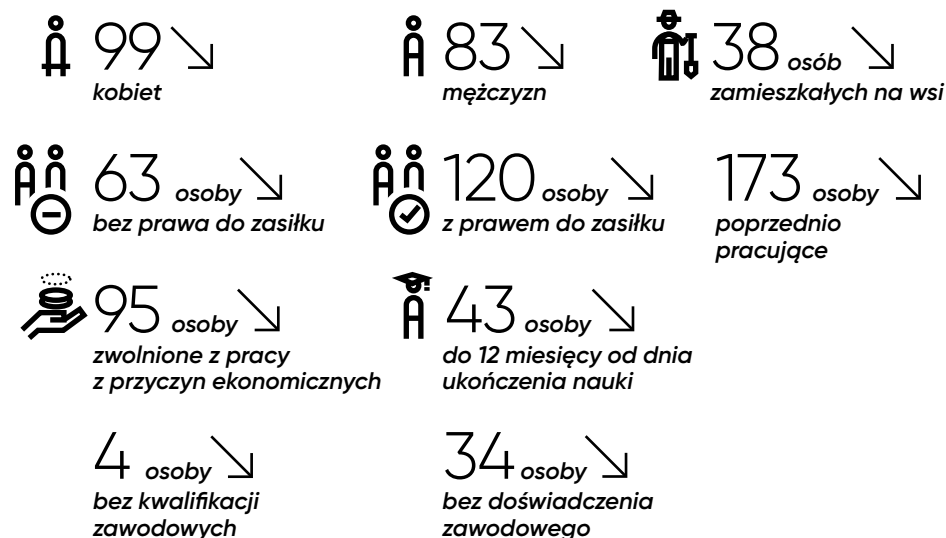 99
kobiet
83
mężczyzn
38 osób
zamieszkałych na wsi
63 osoby
bez prawa do zasiłku
120 osoby
z prawem do zasiłku
173 osoby
poprzednio
pracujące
95 osoby
zwolnione z pracy
z przyczyn ekonomicznych
43 osoby
do 12 miesięcy od dnia
ukończenia nauki
4 osoby
bez kwalifikacji
zawodowych
34 osoby
bez doświadczenia
zawodowego